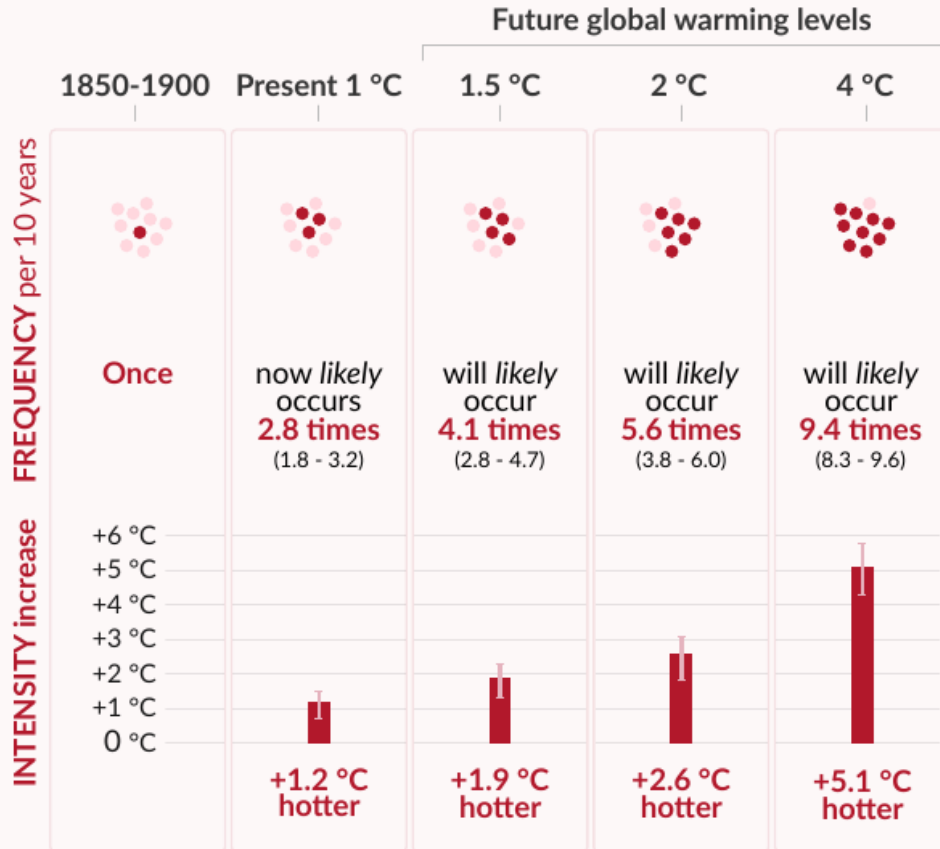 Future global warming levels
1850-1900
Present 1 °C
1.5 °C
2 °C
4 °C
FREQUENCY per 10 years
Once
now likely
occurs
2.8 times
(1.8 - 3.2)
will likely
occur
4.1 times
(2.8 - 4.7)
will likely
occur
5.6 times
(3.8 - 6.0)
will likely
occur
9.4 times
(8.3 - 9.6)
INTENSITY increase
+6 °C
+5 °C
+4 °C
+3 °C
+2 °C
+1 °C
0 °C
+1.2 °C
hotter
+1.9 °C
hotter
+2.6 °C
hotter
+5.1 °C
hotter